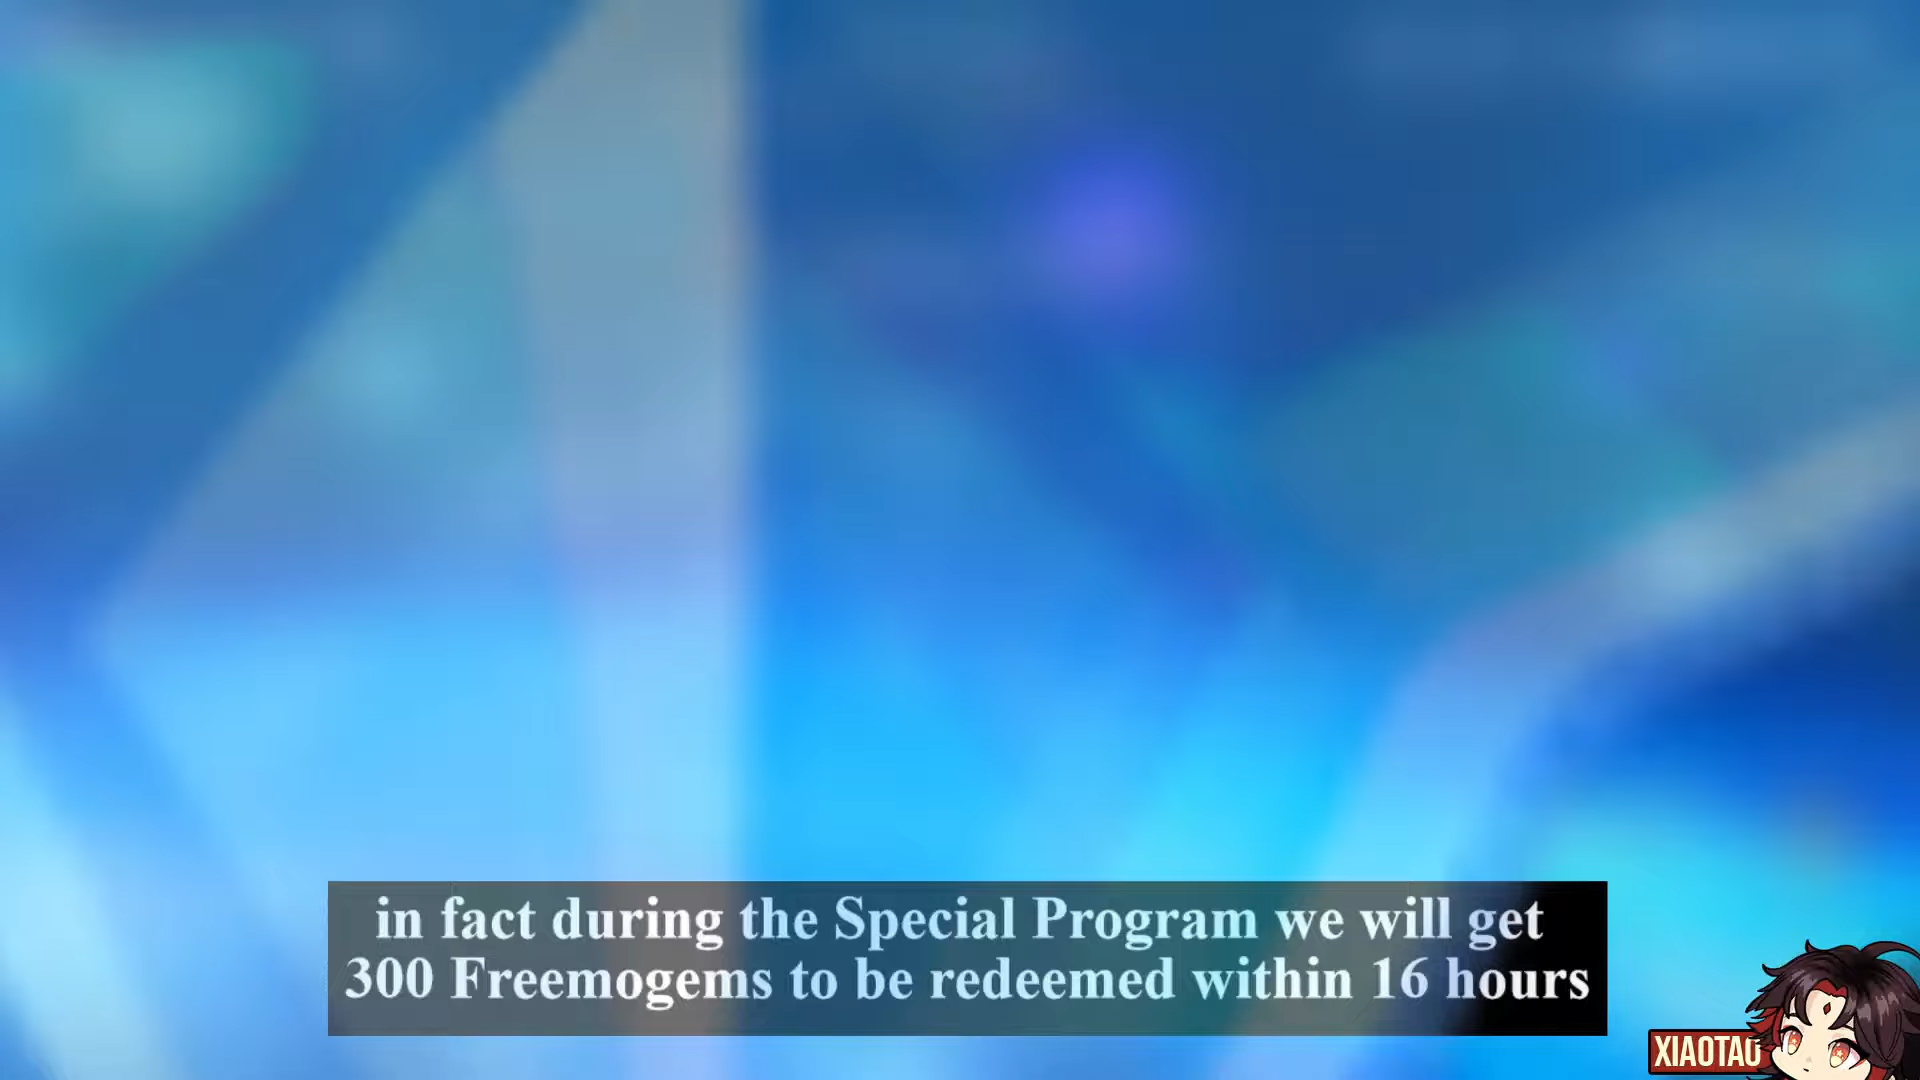 in fact during the Special Program we will get
300 Freemogems to be redeemed within 16 hours
XIAOTAO